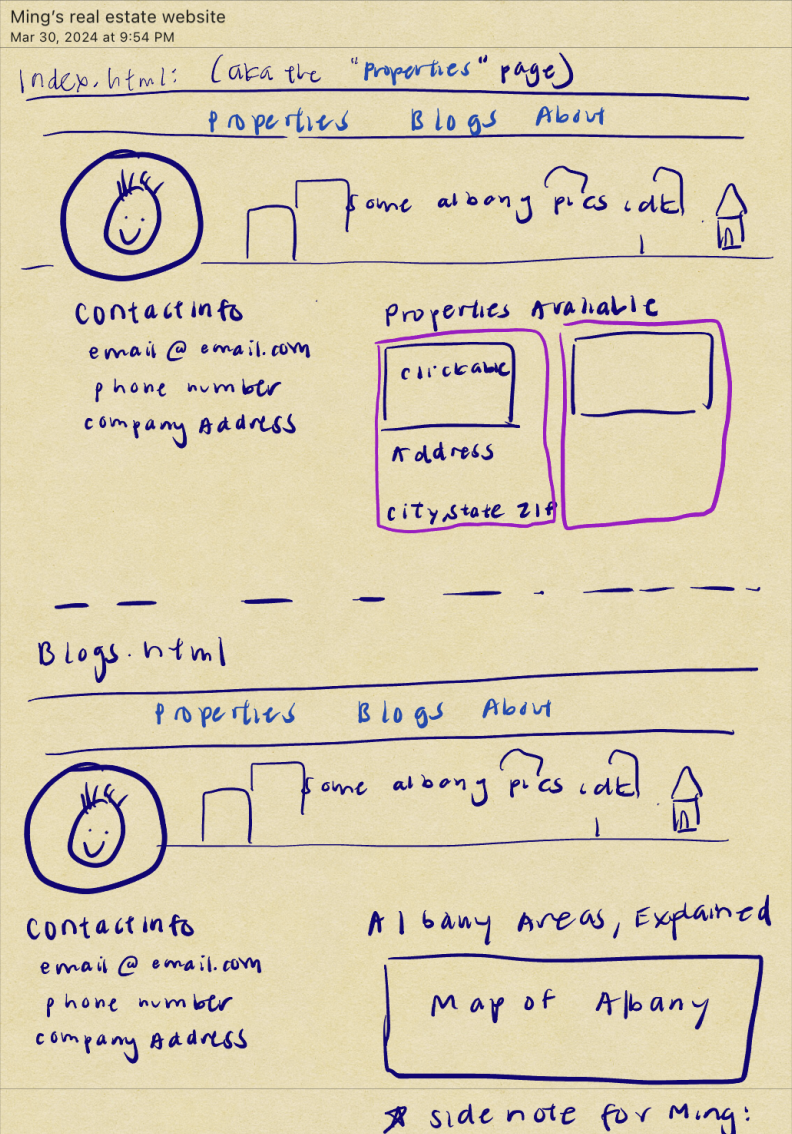 Ming's real estate website
Mar 30, 2024 at 9:54 PM
Index.html: (aka the "Properties" page)
Properties Blogs About
some albany pics idk
Contact info
email @ email.com
phone number
company Address
Properties Available
Clickable
Address
City, State ZIP
Blogs.html
Properties Blogs About
some albany pics idk
Contact info
email @ email.com
phone number
company Address
Albany Areas, Explained
Map of Albany
☆ side note for Ming: